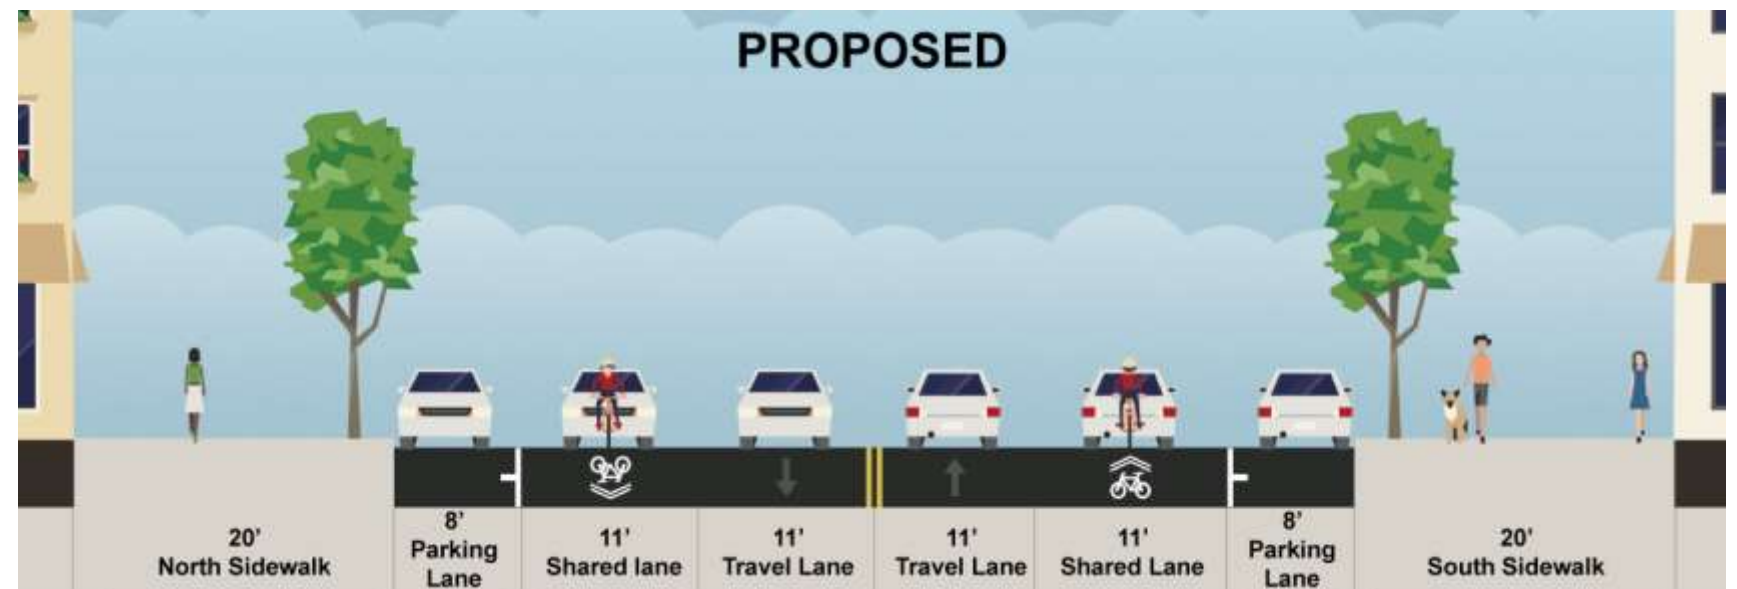 PROPOSED
20’
North Sidewalk
8’
Parking
Lane
11’
Shared lane
11’
Travel Lane
11’
Travel Lane
11’
Shared Lane
8’
Parking
Lane
20’
South Sidewalk